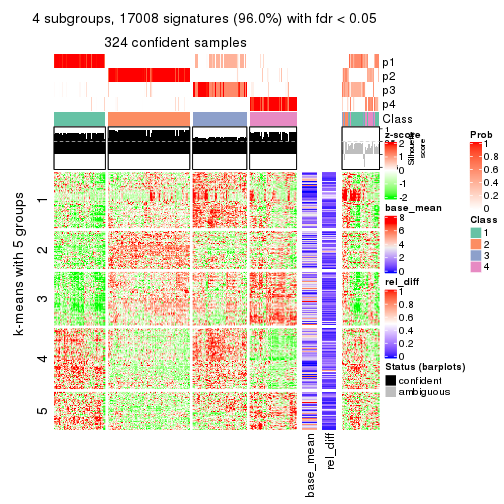 4 subgroups, 17008 signatures (96.0%) with fdr < 0.05
324 confident samples
p1
p2
p3
p4
Class
1
Silhouette
score
k-means with 5 groups
1
2
3
4
5
base_mean
rel_diff
z-score
2
1
0
-1
-2
base_mean
8
6
4
2
0
rel_diff
1
0.8
0.6
0.4
0.2
0
Status (barplots)
confident
ambiguous
Prob
1
0.8
0.6
0.4
0.2
0
Class
1
2
3
4